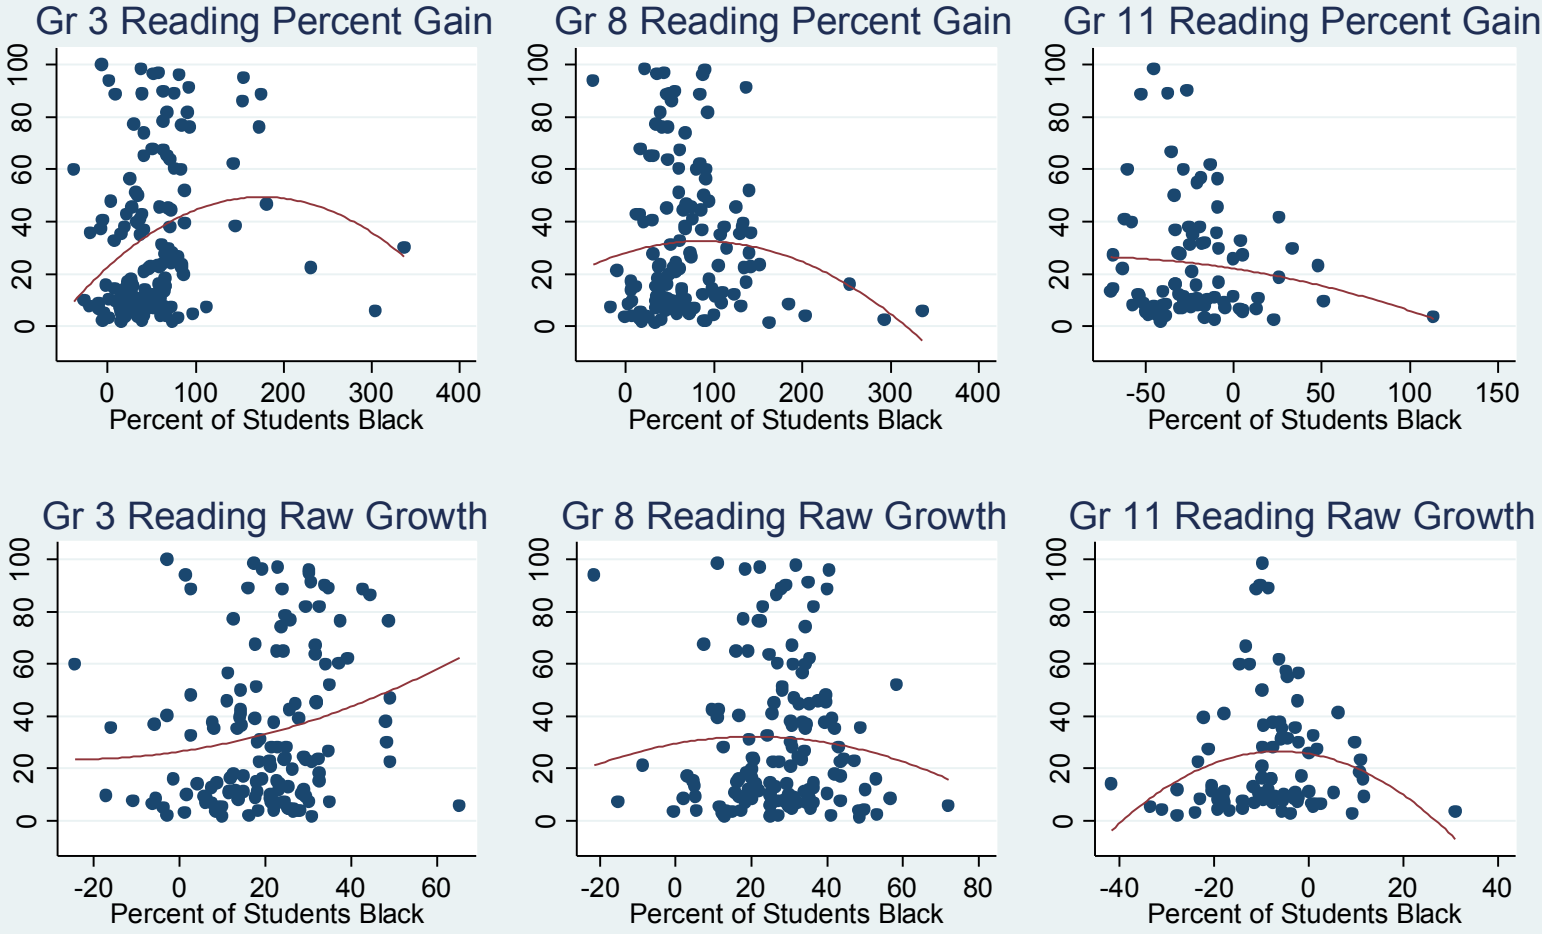 Gr 3 Reading Percent Gain
100
80
60
40
20
0
0 100 200 300 400
Percent of Students Black
Gr 8 Reading Percent Gain
100
80
60
40
20
0
0 100 200 300 400
Percent of Students Black
Gr 11 Reading Percent Gain
100
80
60
40
20
0
-50 0 50 100 150
Percent of Students Black
Gr 3 Reading Raw Growth
100
80
60
40
20
0
-20 0 20 40 60
Percent of Students Black
Gr 8 Reading Raw Growth
100
80
60
40
20
0
-20 0 20 40 60 80
Percent of Students Black
Gr 11 Reading Raw Growth
100
80
60
40
20
0
-40 -20 0 20 40
Percent of Students Black